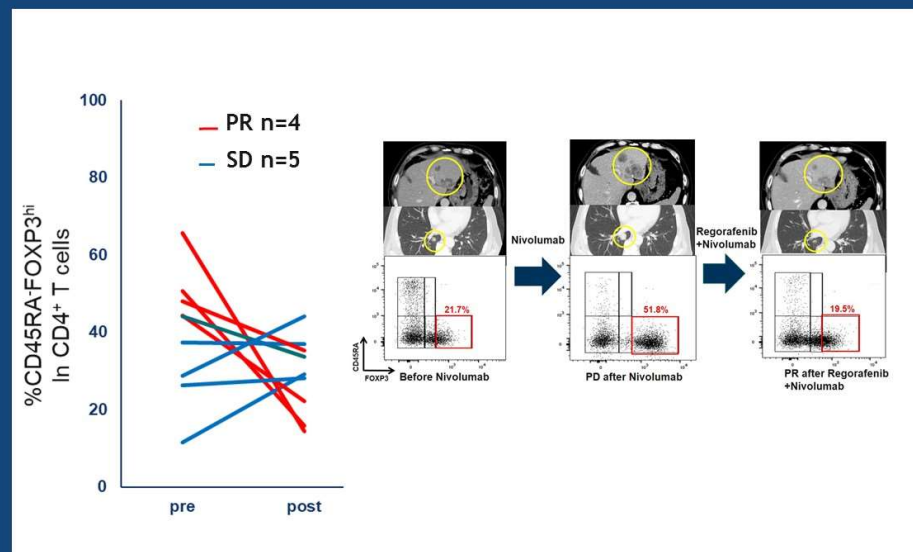 %CD45RA-FOXP3hi
In CD4+ T cells
100
80
60
40
20
0
pre
post
PR n=4
SD n=5
Nivolumab
Regorafenib
+Nivolumab
21.7%
51.8%
19.5%
CD45RA
FOXP3
Before Nivolumab
PD after Nivolumab
PR after Regorafenib
+Nivolumab